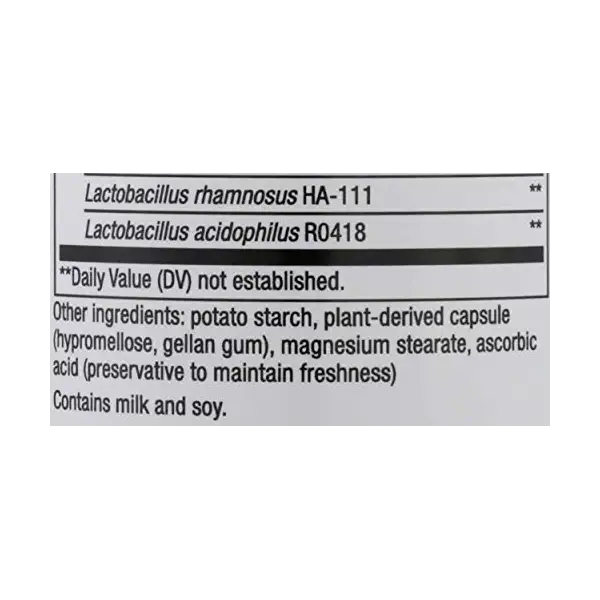 Lactobacillus rhamnosus HA-111 **
Lactobacillus acidophilus R0418 **
**Daily Value (DV) not established.
Other ingredients: potato starch, plant-derived capsule
(hypromellose, gellan gum), magnesium stearate, ascorbic
acid (preservative to maintain freshness)
Contains milk and soy.